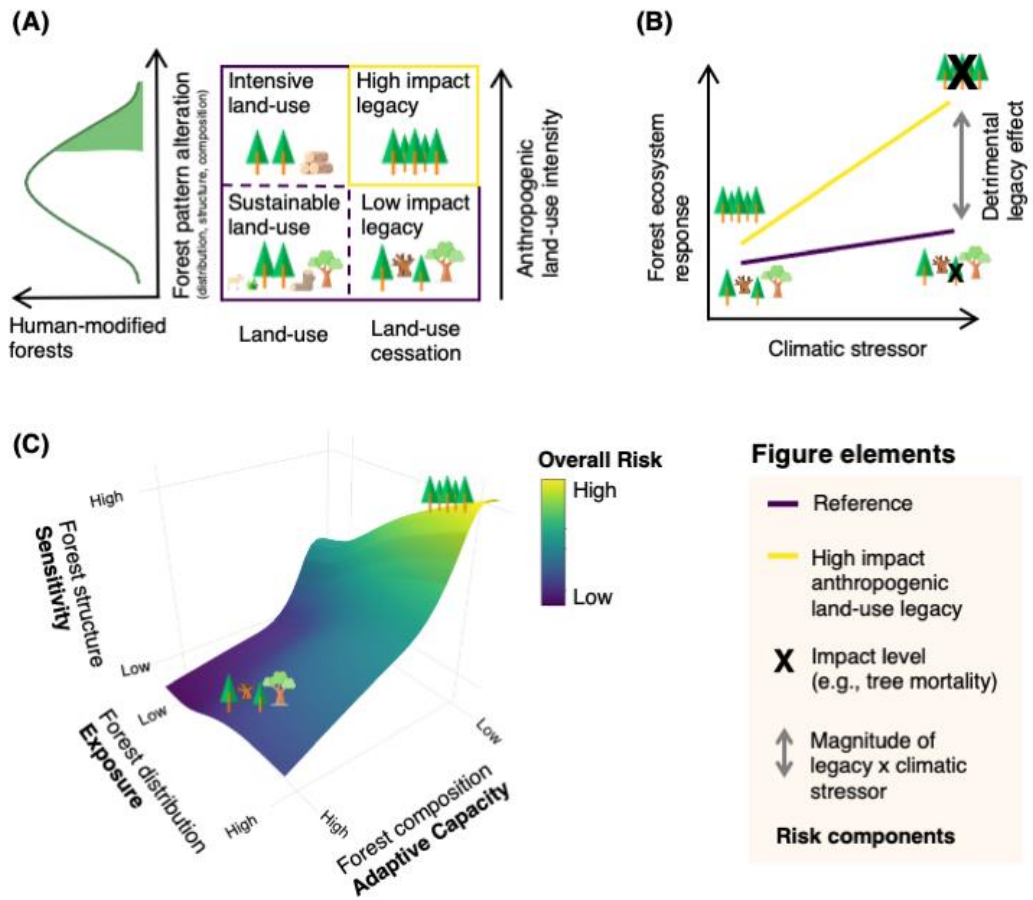 (A)
Forest pattern alteration
(distribution, structure, composition)
Intensive
land-use
High impact
legacy
Sustainable
land-use
Low impact
legacy
Anthropogenic
land-use intensity
Human-modified
forests
Land-use
Land-use
cessation
(B)
Forest ecosystem
response
X
x
Detrimental
legacy effect
Climatic stressor
(C)
High
Forest structure
Sensitivity
Low
Low
Forest distribution
Exposure
High
High
Forest composition
Adaptive Capacity
Low
Overall Risk
High
Low
Figure elements
Reference
High impact
anthropogenic
land-use legacy
X
Impact level
(e.g., tree mortality)
Magnitude of
legacy x climatic
stressor
Risk components